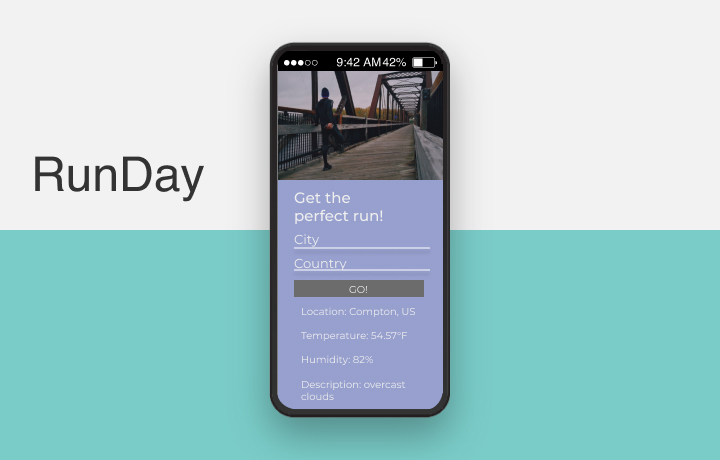 RunDay
9:42 AM 42%
Get the
perfect run!
City
Country
GO!
Location: Compton, US
Temperature: 54.57°F
Humidity: 82%
Description: overcast
clouds